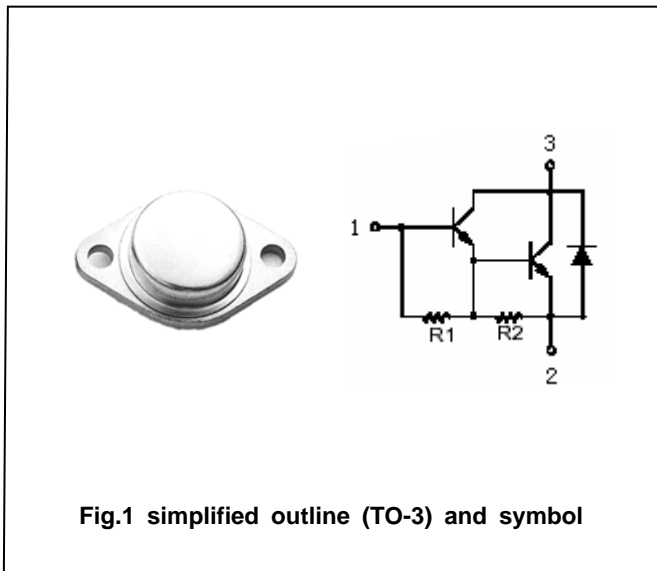 3
1
R1
R2
2
Fig.1 simplified outline (TO-3) and symbol